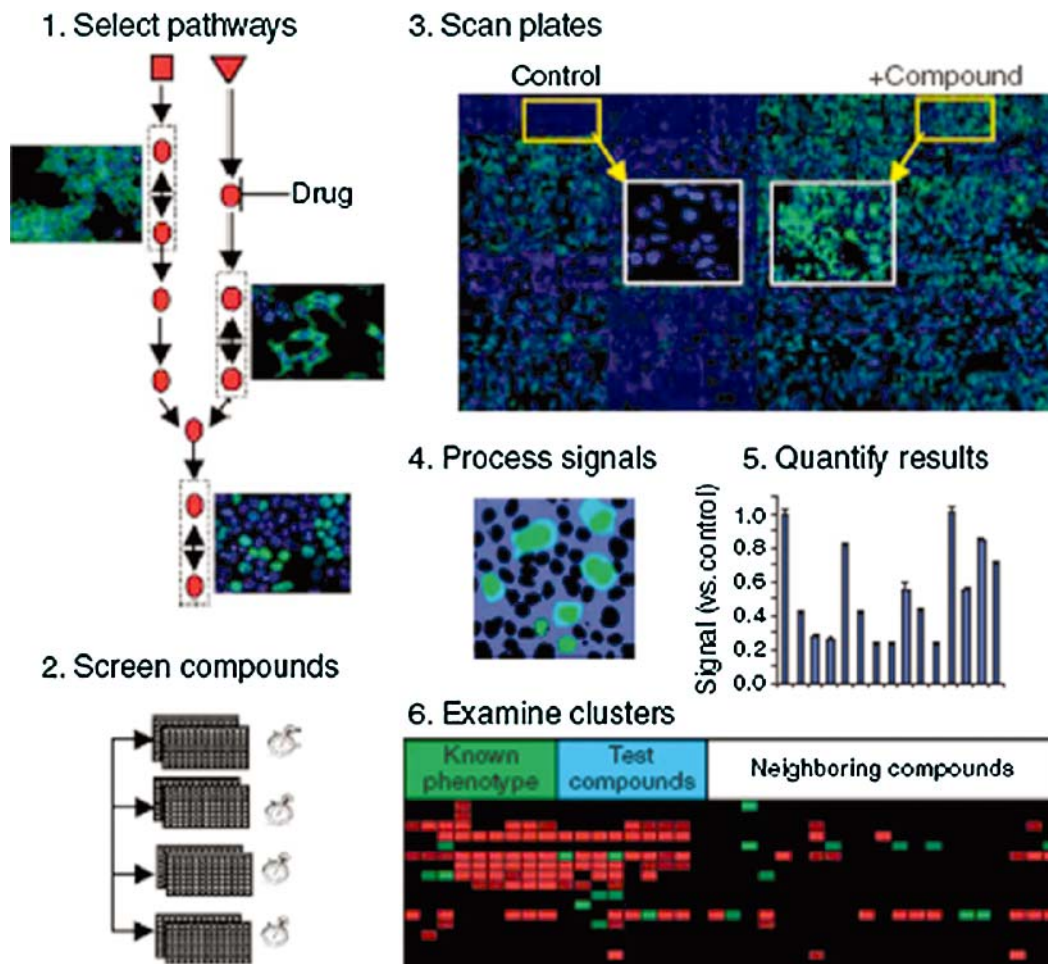 1. Select pathways
Drug
2. Screen compounds
3. Scan plates
Control
+Compound
4. Process signals
5. Quantify results
Signal (vs. control)
1.0
0.8
0.6
0.4
0.2
0.0
6. Examine clusters
Known
phenotype
Test
compounds
Neighboring compounds